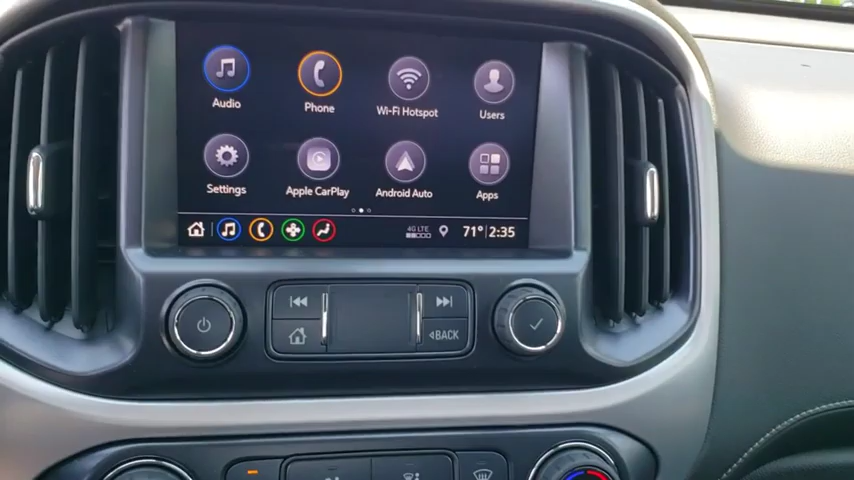 Audio Phone Wi-Fi Hotspot Users
Settings Apple CarPlay Android Auto Apps
4G LTE 71° 2:35
BACK